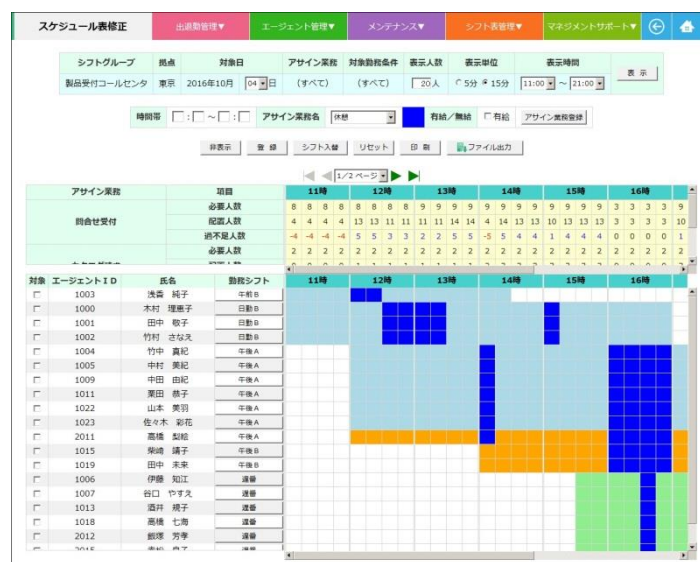 スケジュール表修正 出退勤管理▼ エージェント管理▼ メンテナンス▼ シフト表管理▼ マネジメントサポート▼
シフトグループ 拠点 対象日 アサイン業務 対象勤務条件 表示人数 表示単位 表示時間
製品受付コールセンタ 東京 2016年10月 04 日 (すべて) (すべて) 20 人 5分 15分 11:00 ~ 21:00 表示
時間帯 : ~ : アサイン業務名 休憩 有給/無給 有給 アサイン業務登録
非表示 登録 シフト入替 リセット 印刷 ファイル出力
1/2 ページ
アサイン業務 項目 11時 12時 13時 14時 15時 16時
必要人数 8 8 8 8 8 8 8 8 9 9 9 9 9 9 9 9 9 9 9 9 3 3 3 3 9
問合せ受付 配置人数 4 4 4 4 13 13 11 11 11 11 14 14 4 14 13 13 10 13 13 13 3 3 3 3 10
過不足人数 -4 -4 -4 -4 5 5 3 3 2 2 5 5 -5 5 4 4 1 4 4 4 0 0 0 0 1
必要人数 2 2 2 2 2 2 2 2 2 2 2 2 2 2 2 2 2 2 2 2 2 2 2 2 2
対象 エージェントID 氏名 勤務シフト 11時 12時 13時 14時 15時 16時
1003 浅香 純子 午前B
1000 木村 理恵子 日勤B
1001 田中 敬子 日勤B
1002 竹村 さなえ 日勤B
1004 竹中 真紀 午後A
1005 中村 美紀 午後A
1009 中田 由紀 午後A
1011 栗田 恭子 午後A
1022 山本 美羽 午後A
1023 佐々木 彩花 午後A
2011 高橋 梨絵 午後A
1015 柴崎 靖子 午後B
1019 田中 未来 午後B
1006 伊藤 知江 遅番
1007 谷口 やすえ 遅番
1013 酒井 規子 遅番
1018 高橋 七海 遅番
2012 飯塚 芳孝 遅番